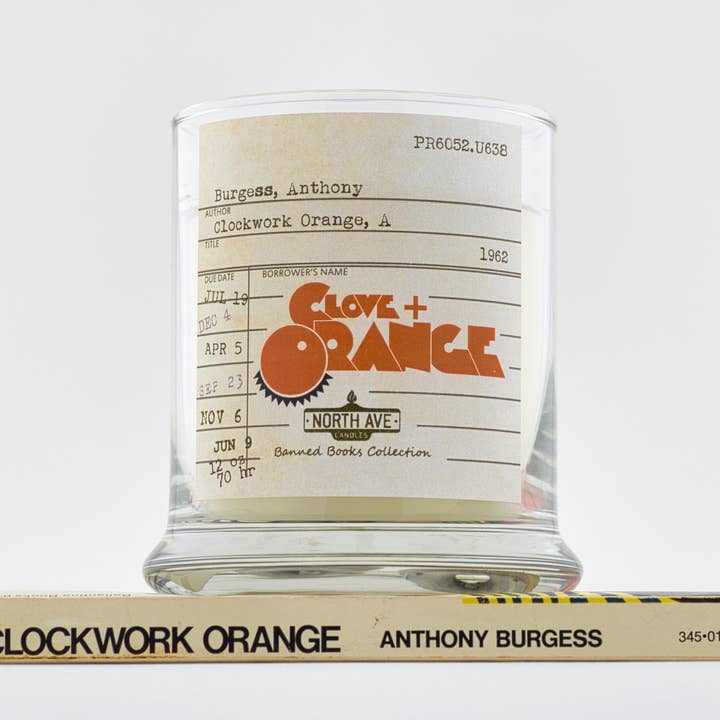 PR6052.U638
Burgess, Anthony
AUTHOR
Clockwork Orange, A
TITLE
1962
DUE DATE BORROWER'S NAME
JUL 19
DEC 4
APR 5
SEP 23
NOV 6
JUN 9
12 oz
70 hr
CLOVE +
ORANGE
NORTH AVE
CANDLES
Banned Books Collection
CLOCKWORK ORANGE ANTHONY BURGESS 345•01